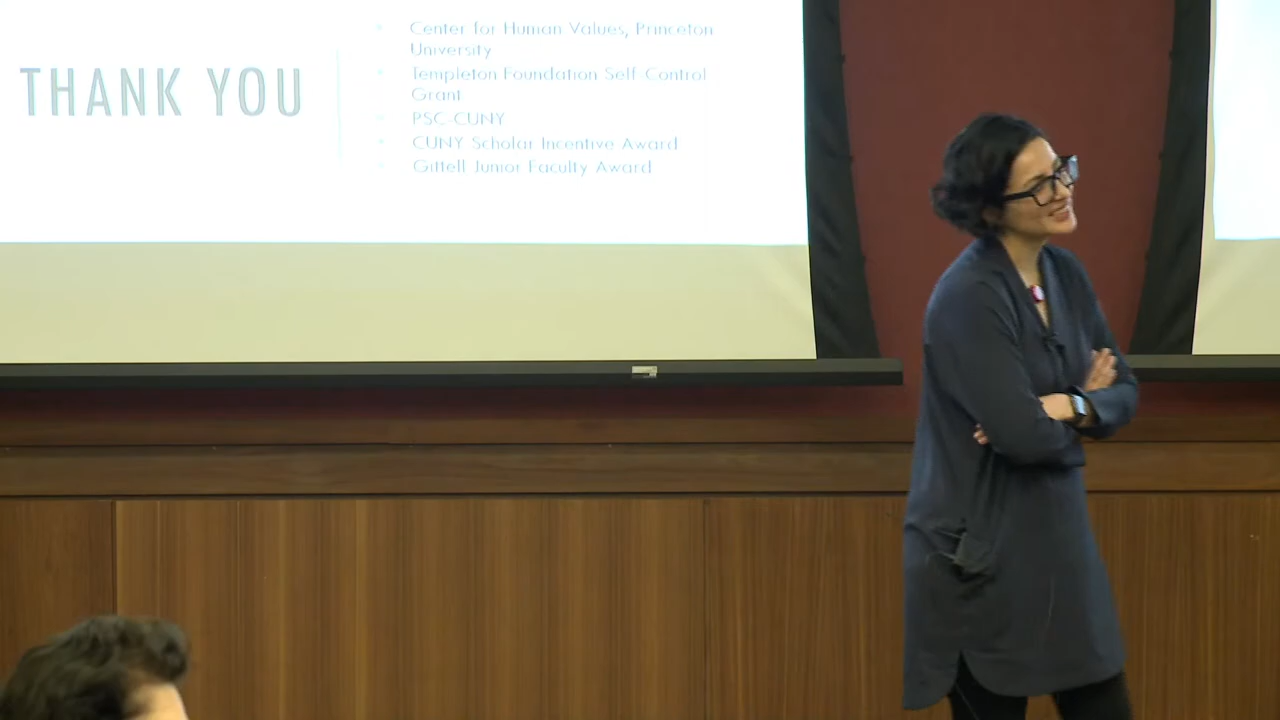 THANK YOU
Center for Human Values, Princeton
University
Templeton Foundation Self-Control
Grant
PSC-CUNY
CUNY Scholar Incentive Award
Gittell Junior Faculty Award